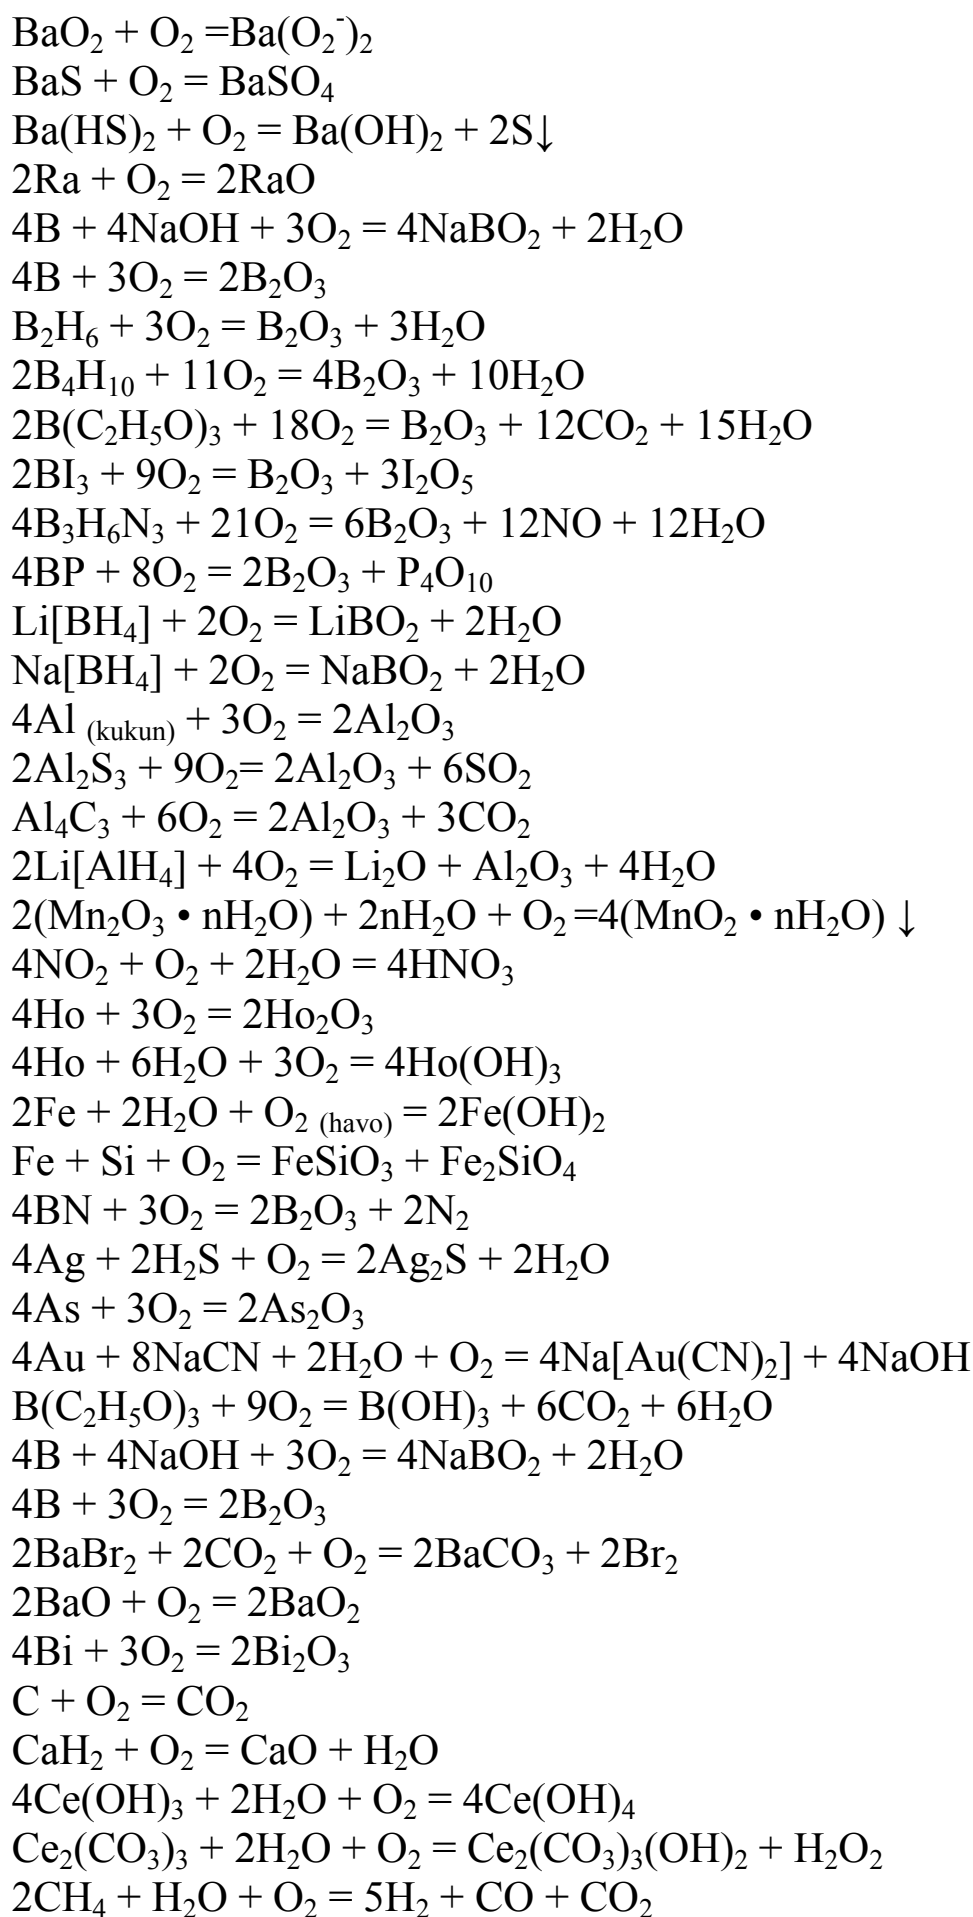 BaO₂ + O₂ =Ba(O₂⁻)₂
BaS + O₂ = BaSO₄
Ba(HS)₂ + O₂ = Ba(OH)₂ + 2S↓
2Ra + O₂ = 2RaO
4B + 4NaOH + 3O₂ = 4NaBO₂ + 2H₂O
4B + 3O₂ = 2B₂O₃
B₂H₆ + 3O₂ = B₂O₃ + 3H₂O
2B₄H₁₀ + 11O₂ = 4B₂O₃ + 10H₂O
2B(C₂H₅O)₃ + 18O₂ = B₂O₃ + 12CO₂ + 15H₂O
2BI₃ + 9O₂ = B₂O₃ + 3I₂O₅
4B₃H₆N₃ + 21O₂ = 6B₂O₃ + 12NO + 12H₂O
4BP + 8O₂ = 2B₂O₃ + P₄O₁₀
Li[BH₄] + 2O₂ = LiBO₂ + 2H₂O
Na[BH₄] + 2O₂ = NaBO₂ + 2H₂O
4Al (kukun) + 3O₂ = 2Al₂O₃
2Al₂S₃ + 9O₂= 2Al₂O₃ + 6SO₂
Al₄C₃ + 6O₂ = 2Al₂O₃ + 3CO₂
2Li[AlH₄] + 4O₂ = Li₂O + Al₂O₃ + 4H₂O
2(Mn₂O₃ • nH₂O) + 2nH₂O + O₂ =4(MnO₂ • nH₂O) ↓
4NO₂ + O₂ + 2H₂O = 4HNO₃
4Ho + 3O₂ = 2Ho₂O₃
4Ho + 6H₂O + 3O₂ = 4Ho(OH)₃
2Fe + 2H₂O + O₂ (havo) = 2Fe(OH)₂
Fe + Si + O₂ = FeSiO₃ + Fe₂SiO₄
4BN + 3O₂ = 2B₂O₃ + 2N₂
4Ag + 2H₂S + O₂ = 2Ag₂S + 2H₂O
4As + 3O₂ = 2As₂O₃
4Au + 8NaCN + 2H₂O + O₂ = 4Na[Au(CN)₂] + 4NaOH
B(C₂H₅O)₃ + 9O₂ = B(OH)₃ + 6CO₂ + 6H₂O
4B + 4NaOH + 3O₂ = 4NaBO₂ + 2H₂O
4B + 3O₂ = 2B₂O₃
2BaBr₂ + 2CO₂ + O₂ = 2BaCO₃ + 2Br₂
2BaO + O₂ = 2BaO₂
4Bi + 3O₂ = 2Bi₂O₃
C + O₂ = CO₂
CaH₂ + O₂ = CaO + H₂O
4Ce(OH)₃ + 2H₂O + O₂ = 4Ce(OH)₄
Ce₂(CO₃)₃ + 2H₂O + O₂ = Ce₂(CO₃)₃(OH)₂ + H₂O₂
2CH₄ + H₂O + O₂ = 5H₂ + CO + CO₂